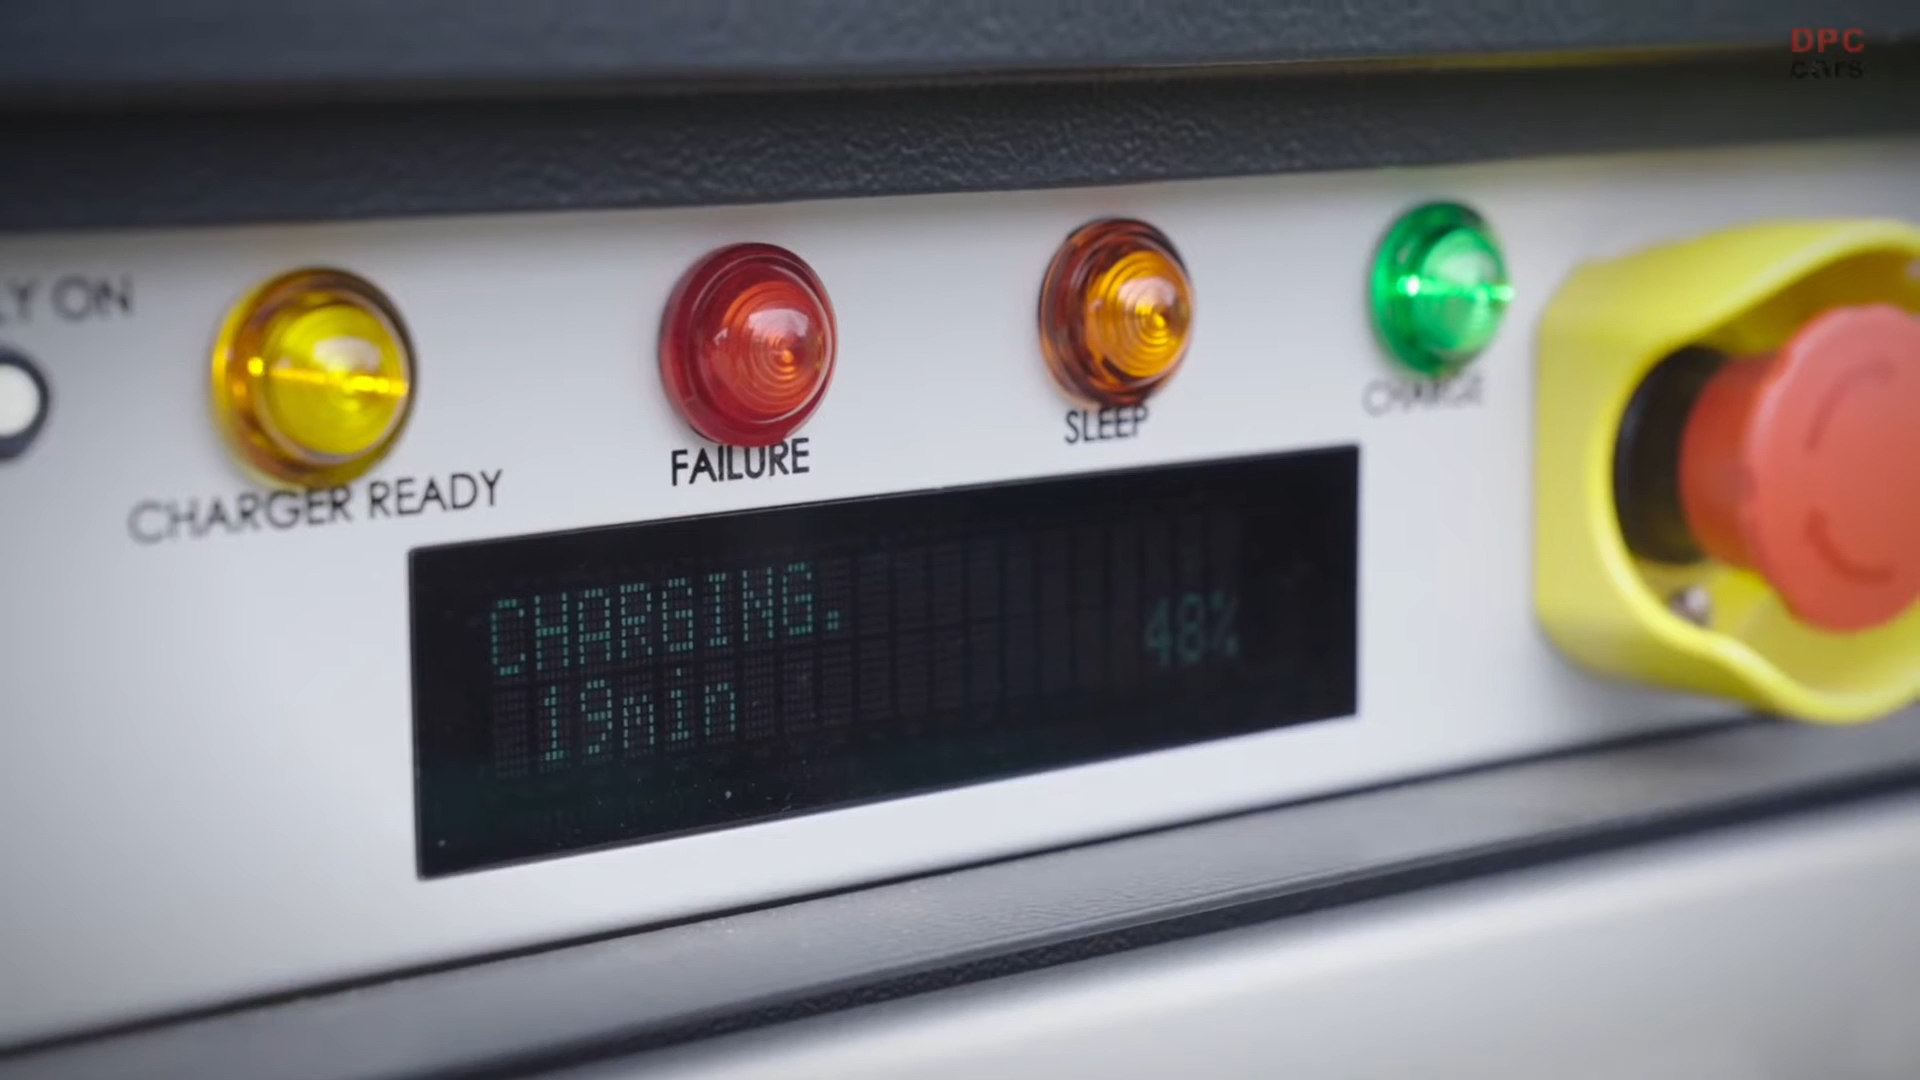 DPC
cars
LY ON
CHARGER READY
FAILURE
SLEEP
CHARGE
CHARGING.
48%
19min